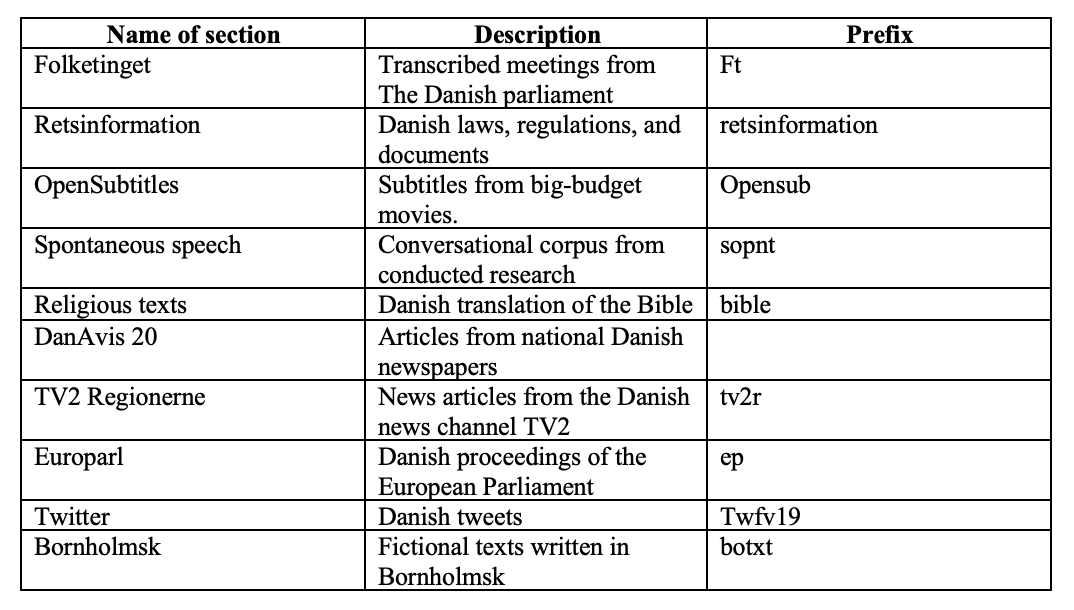 Name of section Description Prefix
Folketinget Transcribed meetings from Ft
The Danish parliament
Retsinformation Danish laws, regulations, and retsinformation
documents
OpenSubtitles Subtitles from big-budget Opensub
movies.
Spontaneous speech Conversational corpus from sopnt
conducted research
Religious texts Danish translation of the Bible bible
DanAvis 20 Articles from national Danish
newspapers
TV2 Regionerne News articles from the Danish tv2r
news channel TV2
Europarl Danish proceedings of the ep
European Parliament
Twitter Danish tweets Twfv19
Bornholmsk Fictional texts written in botxt
Bornholmsk